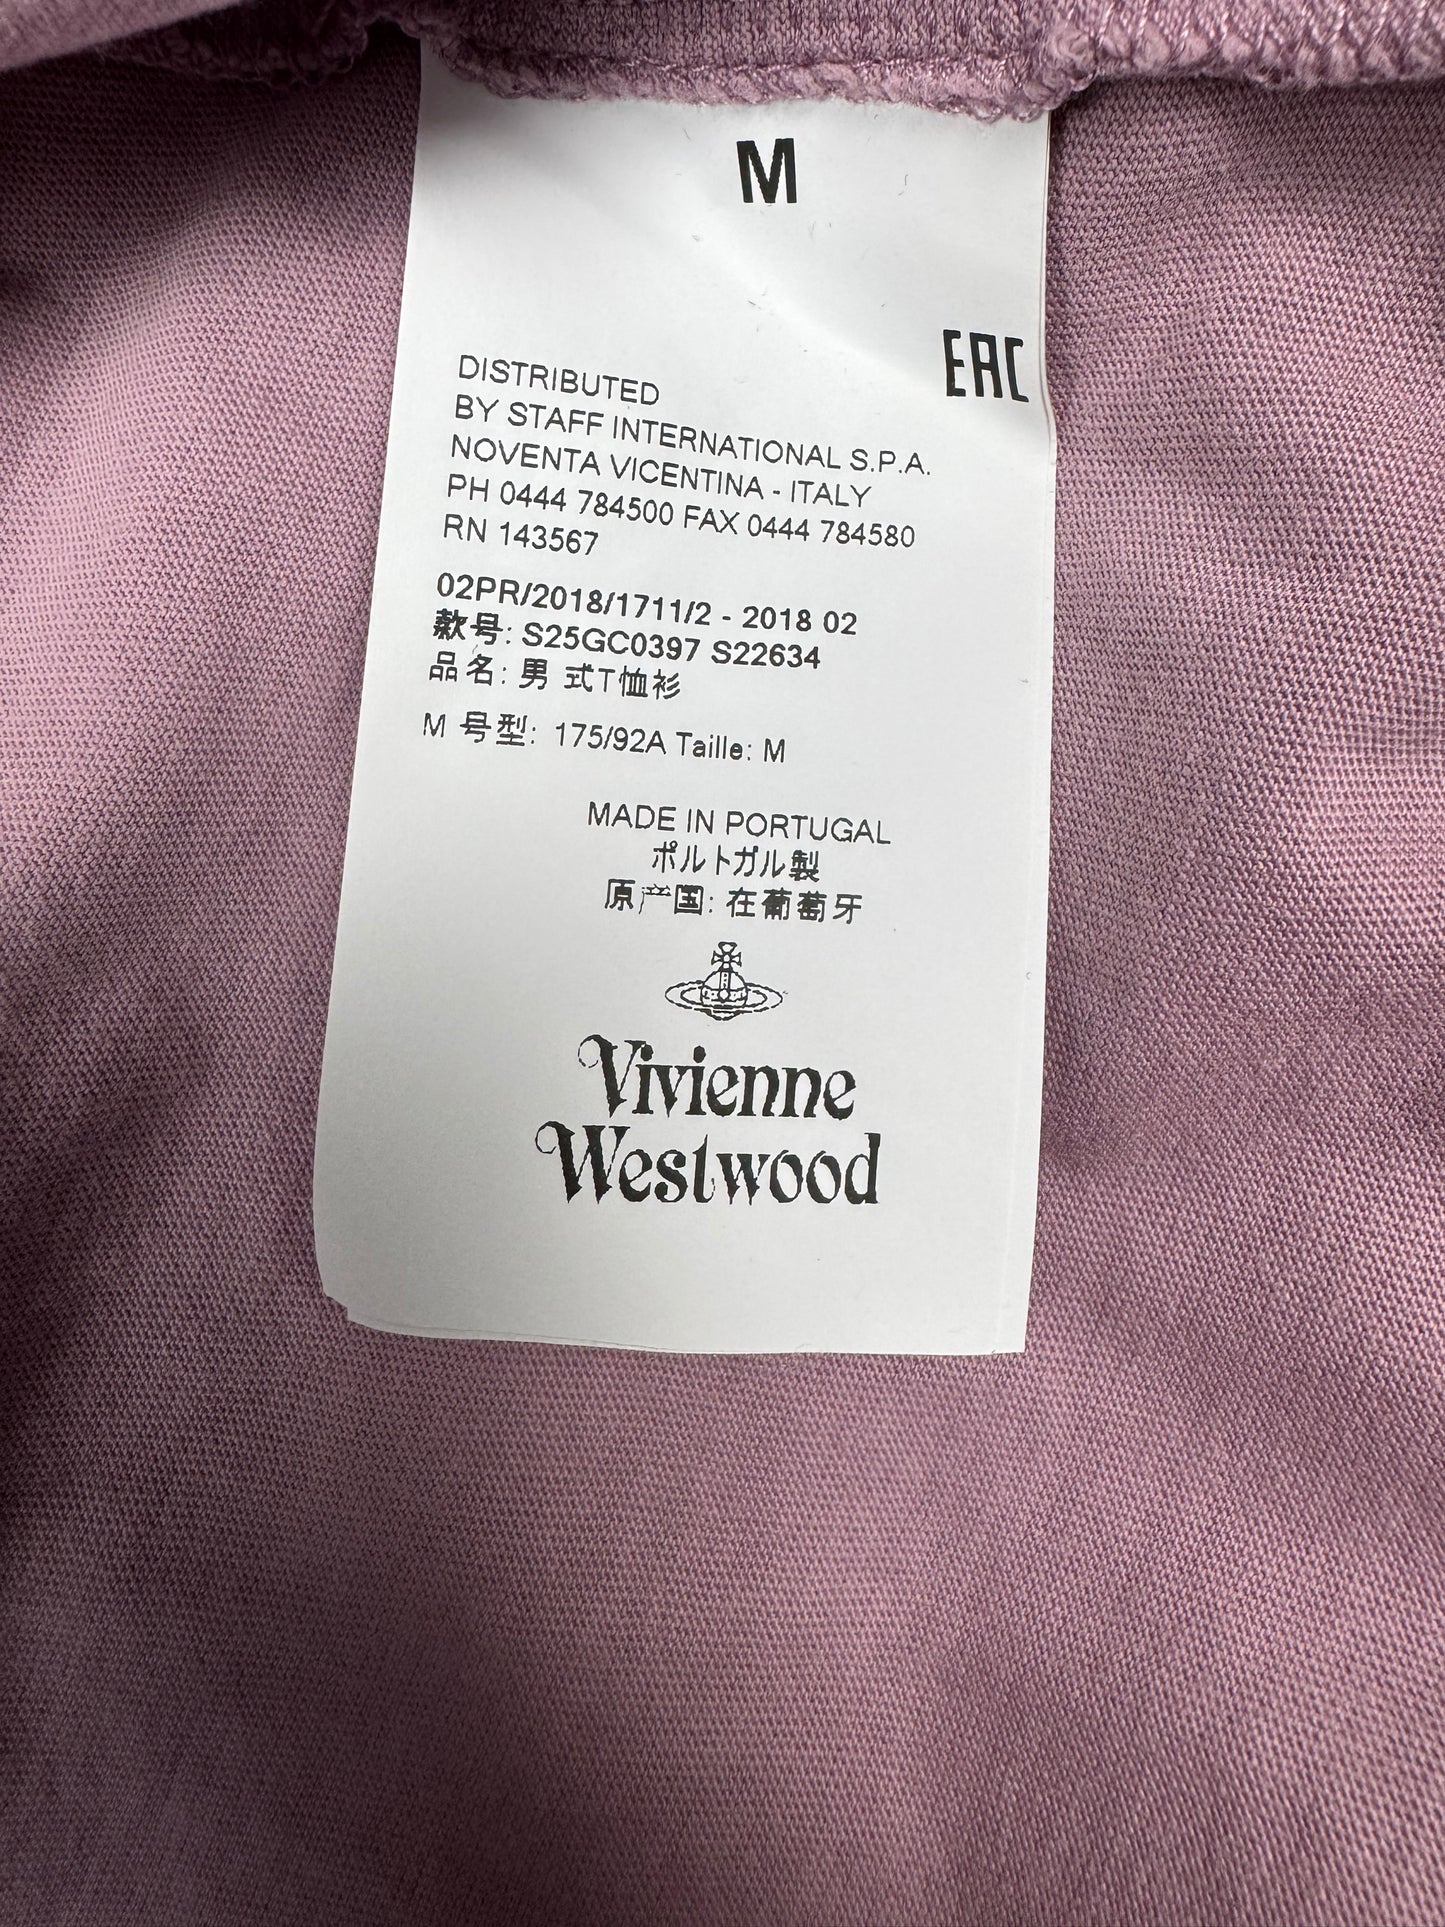 M
EAC
DISTRIBUTED
BY STAFF INTERNATIONAL S.P.A.
NOVENTA VICENTINA - ITALY
PH 0444 784500 FAX 0444 784580
RN 143567
02PR/2018/1711/2 - 2018 02
款号: S25GC0397 S22634
品名: 男 式T恤衫
M 号型: 175/92A Taille: M
MADE IN PORTUGAL
ポルトガル製
原产国: 在葡萄牙
Vivienne
Westwood